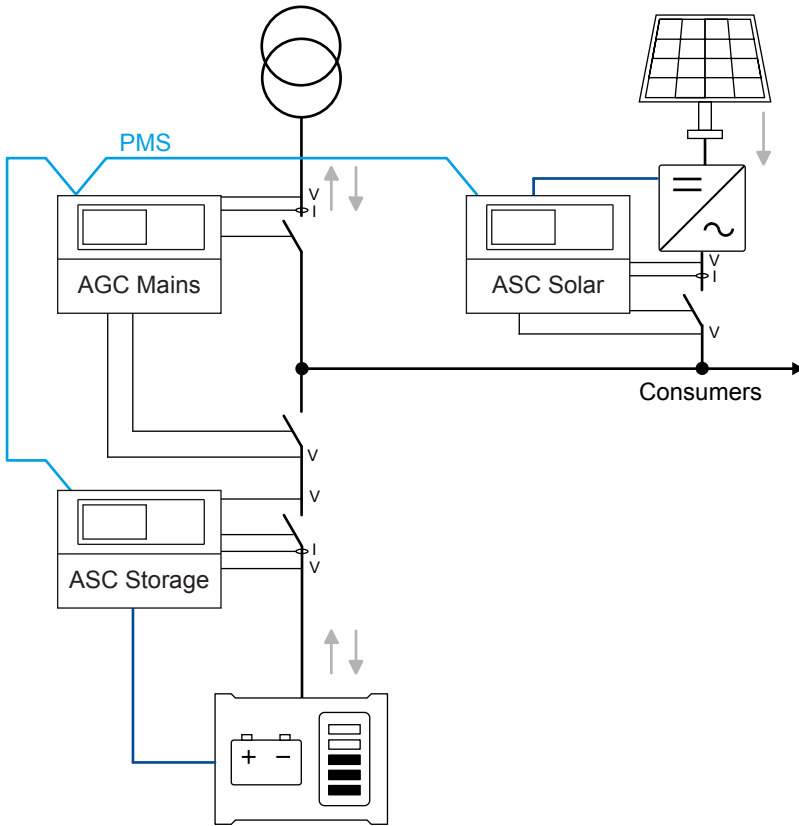 PMS
V
I
AGC Mains
V
I
ASC Solar
V
Consumers
V
V
I
V
ASC Storage
+ −